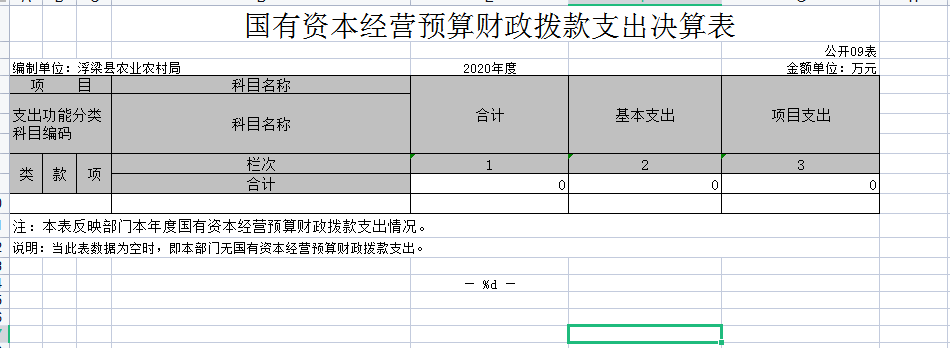 国有资本经营预算财政拨款支出决算表
公开09表
编制单位：浮梁县农业农村局 2020年度 金额单位：万元
项 目 科目名称
支出功能分类科目编码 科目名称 合计 基本支出 项目支出
类 款 项 栏次 1 2 3
合计 0 0 0
注：本表反映部门本年度国有资本经营预算财政拨款支出情况。
说明：当此表数据为空时，即本部门无国有资本经营预算财政拨款支出。
— %d —